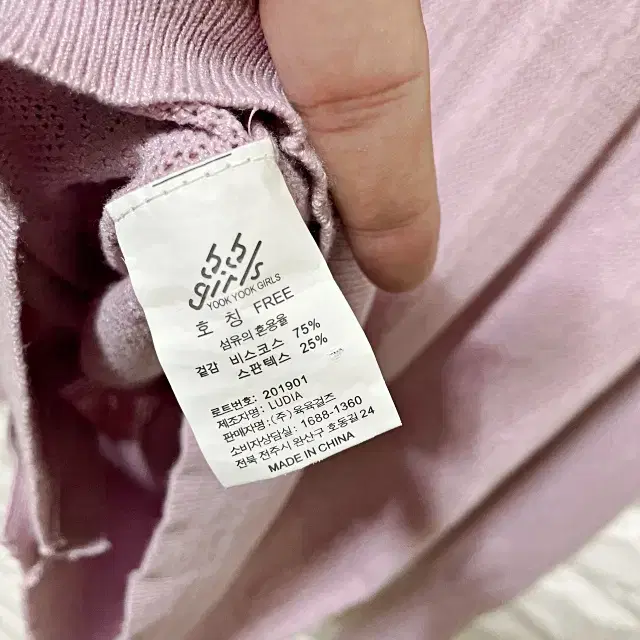 66
girls
YOOK YOOK GIRLS
호 칭 FREE
섬유의 혼용율
겉감 비스코스 75%
스판텍스 25%
로트번호: 201901
제조자명: LUDIA
판매자명: (주)육육걸즈
소비자상담실: 1688-1360
전북 전주시 완산구 호동길 24
MADE IN CHINA